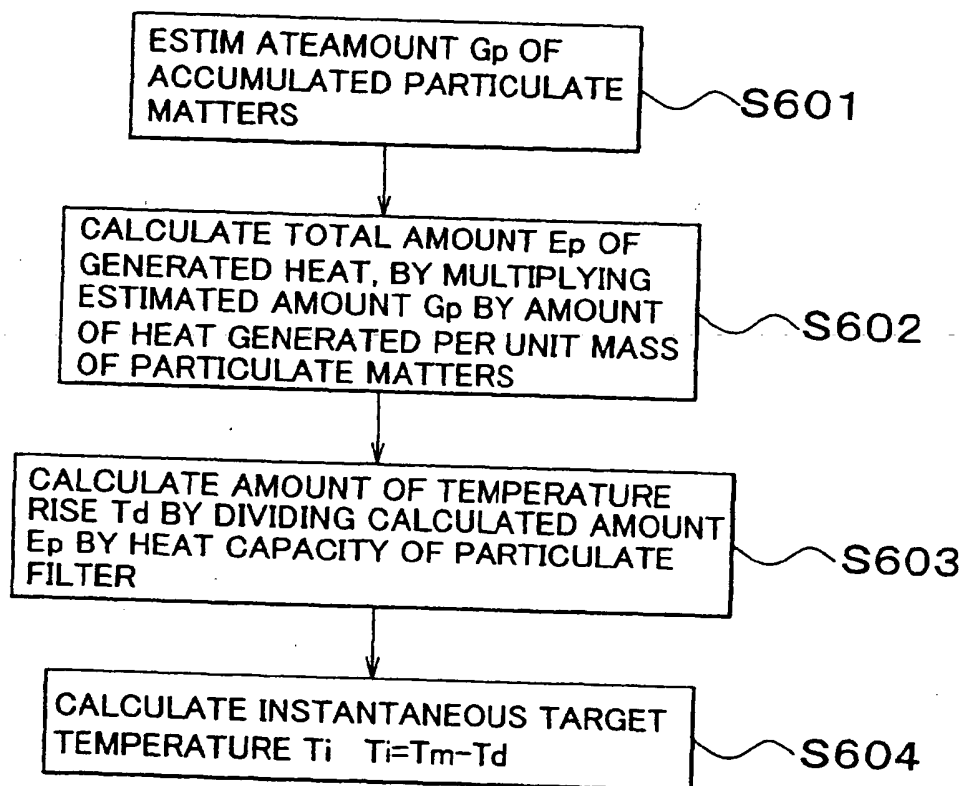 ESTIM ATEAMOUNT Gp OF
ACCUMULATED PARTICULATE
MATTERS
S601
CALCULATE TOTAL AMOUNT Ep OF
GENERATED HEAT, BY MULTIPLYING
ESTIMATED AMOUNT Gp BY AMOUNT
OF HEAT GENERATED PER UNIT MASS
OF PARTICULATE MATTERS
S602
CALCULATE AMOUNT OF TEMPERATURE
RISE Td BY DIVIDING CALCULATED AMOUNT
Ep BY HEAT CAPACITY OF PARTICULATE
FILTER
S603
CALCULATE INSTANTANEOUS TARGET
TEMPERATURE Ti Ti=Tm-Td
S604